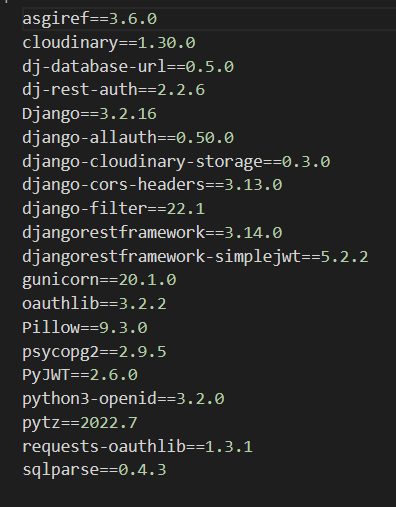 asgiref==3.6.0
cloudinary==1.30.0
dj-database-url==0.5.0
dj-rest-auth==2.2.6
Django==3.2.16
django-allauth==0.50.0
django-cloudinary-storage==0.3.0
django-cors-headers==3.13.0
django-filter==22.1
djangorestframework==3.14.0
djangorestframework-simplejwt==5.2.2
gunicorn==20.1.0
oauthlib==3.2.2
Pillow==9.3.0
psycopg2==2.9.5
PyJWT==2.6.0
python3-openid==3.2.0
pytz==2022.7
requests-oauthlib==1.3.1
sqlparse==0.4.3